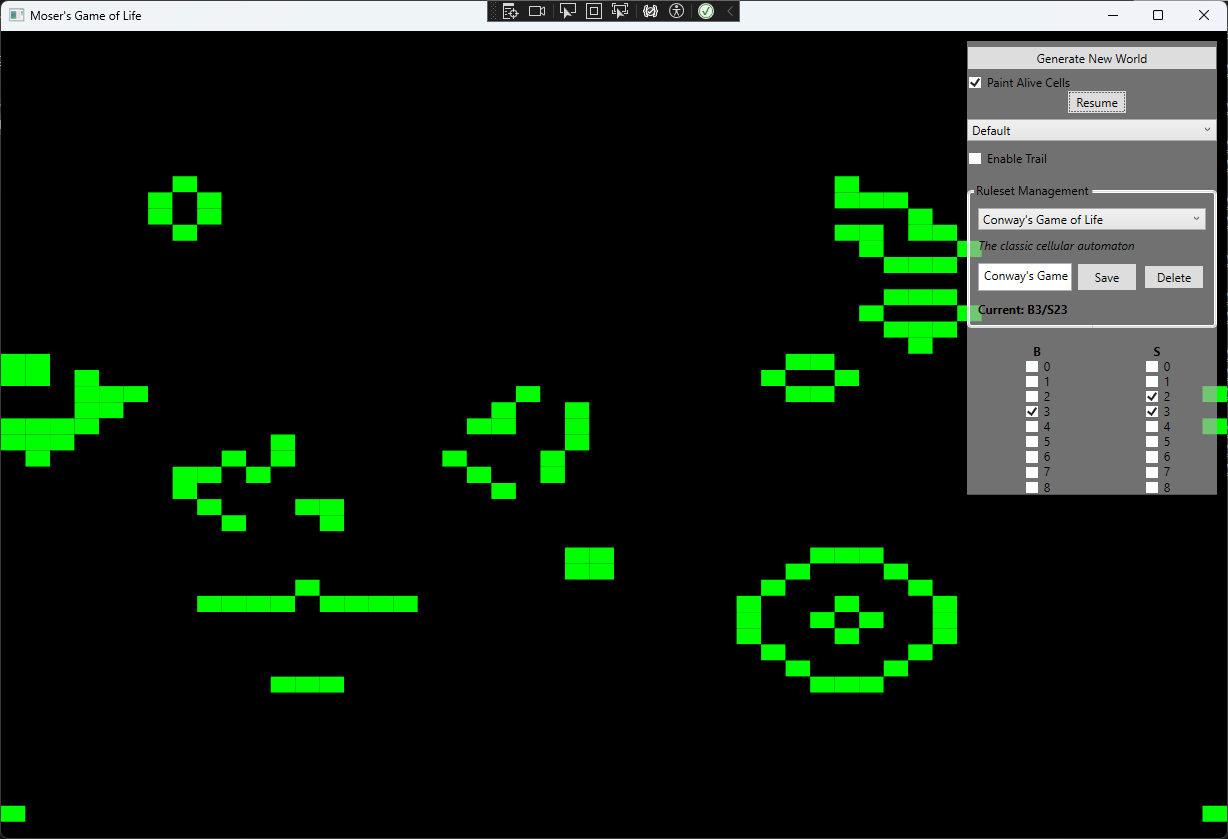 Moser's Game of Life
Generate New World
Paint Alive Cells
Resume
Default
Enable Trail
Ruleset Management
Conway's Game of Life
The classic cellular automaton
Conway's Game Save Delete
Current: B3/S23
B S
0 0
1 1
2 2
3 3
4 4
5 5
6 6
7 7
8 8